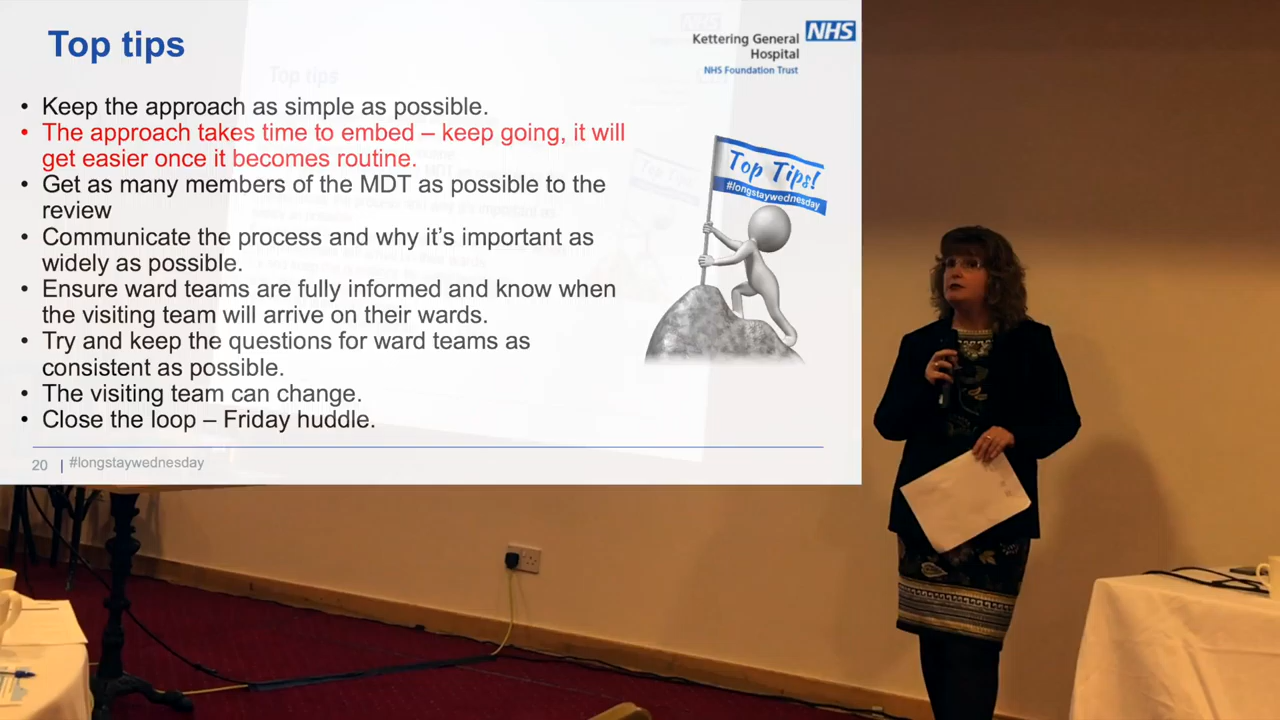 Top tips
NHS
Kettering General
Hospital
NHS Foundation Trust
Top tips
• Keep the approach as simple as possible.
• The approach takes time to embed – keep going, it will
get easier once it becomes routine.
• Get as many members of the MDT as possible to the
review
• Communicate the process and why it's important as
widely as possible.
• Ensure ward teams are fully informed and know when
the visiting team will arrive on their wards.
• Try and keep the questions for ward teams as
consistent as possible.
• The visiting team can change.
• Close the loop – Friday huddle.
Top Tips!
#longstaywednesday
20 | #longstaywednesday